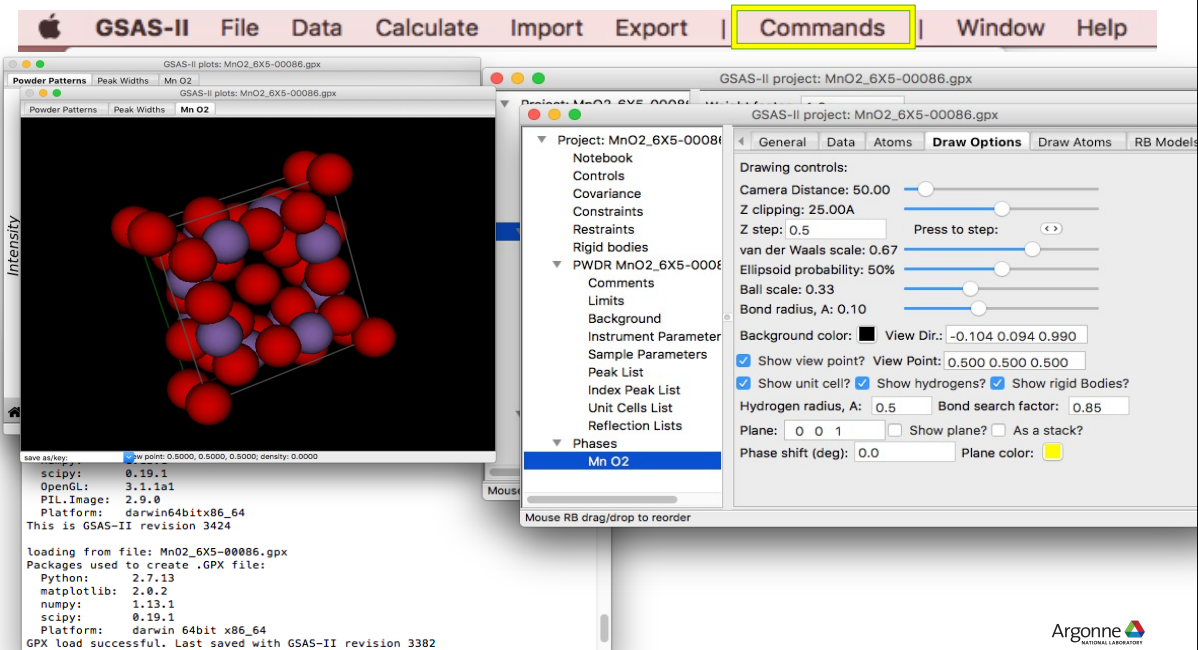 GSAS-II File Data Calculate Import Export | Commands | Window Help
GSAS-II plots: MnO2_6X5-00086.gpx
Powder Patterns Peak Widths Mn O2
Intensity
GSAS-II plots: MnO2_6X5-00086.gpx
Powder Patterns Peak Widths Mn O2
save as/key: ew point: 0.5000, 0.5000, 0.5000; density: 0.0000
GSAS-II project: MnO2_6X5-00086.gpx
Mouse
GSAS-II project: MnO2_6X5-00086.gpx
Project: MnO2_6X5-00086
Notebook
Controls
Covariance
Constraints
Restraints
Rigid bodies
PWDR MnO2_6X5-0008
Comments
Limits
Background
Instrument Parameter
Sample Parameters
Peak List
Index Peak List
Unit Cells List
Reflection Lists
Phases
Mn O2
Mouse RB drag/drop to reorder
General Data Atoms Draw Options Draw Atoms RB Models
Drawing controls:
Camera Distance: 50.00
Z clipping: 25.00A
Z step: 0.5 Press to step: <>
van der Waals scale: 0.67
Ellipsoid probability: 50%
Ball scale: 0.33
Bond radius, A: 0.10
Background color: View Dir.: -0.104 0.094 0.990
Show view point? View Point: 0.500 0.500 0.500
Show unit cell? Show hydrogens? Show rigid Bodies?
Hydrogen radius, A: 0.5 Bond search factor: 0.85
Plane: 0 0 1 Show plane? As a stack?
Phase shift (deg): 0.0 Plane color:
scipy: 0.19.1
OpenGL: 3.1.1a1
PIL.Image: 2.9.0
Platform: darwin64bitx86_64
This is GSAS-II revision 3424
loading from file: MnO2_6X5-00086.gpx
Packages used to create .GPX file:
Python: 2.7.13
matplotlib: 2.0.2
numpy: 1.13.1
scipy: 0.19.1
Platform: darwin 64bit x86_64
GPX load successful. Last saved with GSAS-II revision 3382
Argonne
NATIONAL LABORATORY